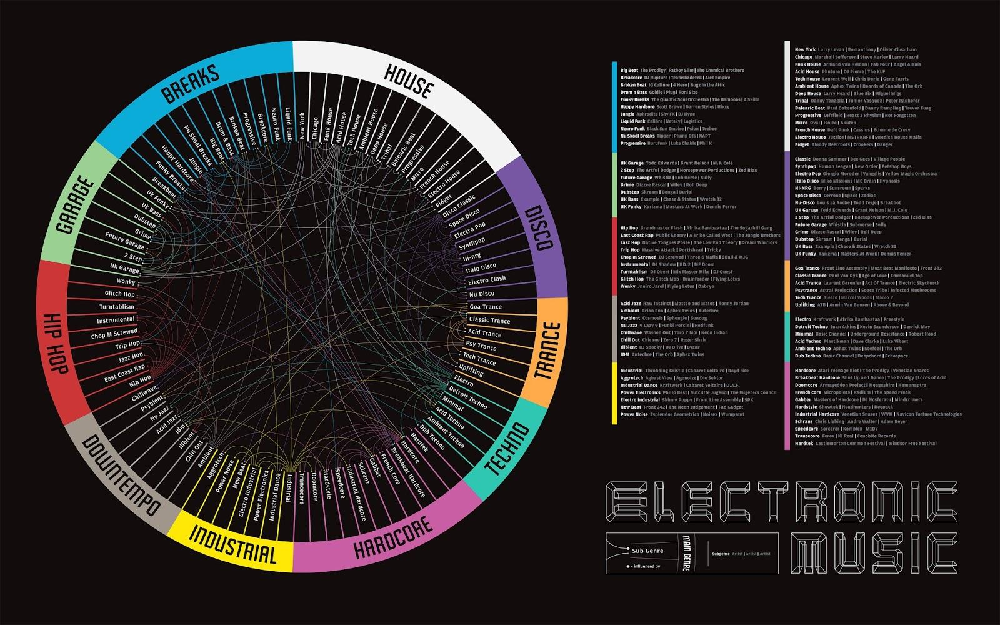 BREAKS
HOUSE
DISCO
TRANCE
TECHNO
HARDCORE
INDUSTRIAL
DOWNTEMPO
HIP HOP
GARAGE
New York
Chicago
Funk House
Acid House
Tech House
Ambient House
Deep House
Tribal
Balearic Beat
Progressive
Micro
French House
Electro House
Fidget
Disco Classic
Space Disco
Electro Pop
Synthpop
Hi-nrg
Italo Disco
Electro Clash
Nu Disco
Goa Trance
Classic Trance
Acid Trance
Psy Trance
Tech Trance
Uplifting
Electro
Detroit Techno
Minimal
Acid Techno
Ambient Techno
Dub Techno
Hardtek
Hardcore
Breakbeat Hardcore
French Core
Gabber
Schranz
Industrial Hardcore
Speedcore
Hardstyle
Doomcore
Trancecore
Industrial
Industrial Dance
Power Electronics
Electro Industrial
New Beat
Power Noise
Aggrotech
Ambient
Chill Out
Illbient
Idm
Acid Jazz
Nu Jazz
Psybient
Chillwave
Hip Hop
East Coast Rap
Jazz Hop
Trip Hop
Chop M Screwed
Instrumental
Turntablism
Glitch Hop
Wonky
Uk Garage
2 Step
Future Garage
Grime
Dubstep
Uk Bass
Uk Funky
Breakbeat
Funky Breaks
Happy Hardcore
Jungle
Nu Skool Breaks
Big Beat
Drum & Bass
Broken Beat
Progressive
Breakcore
Neuro Funk
Liquid Funk
Big Beat The Prodigy | Fatboy Slim | The Chemical Brothers
Breakcore DJ Rupture | Teamshadetek | Alec Empire
Broken Beat IG Culture | 4 Hero | Bugz in the Attic
Drum n Bass Goldie | Plug | Roni Size
Funky Breaks The Quantic Soul Orchestra | The Bamboos | A Skillz
Happy Hardcore Scott Brown | Darren Styles | Hixxy
Jungle Aphrodite | Shy FX | DJ Hype
Liquid Funk Calibre | Netsky | Logistics
Neuro Funk Black Sun Empire | Psion | Teebee
Nu Skool Breaks Tipper | Plump DJs | NAPT
Progressive Burufunk | Luke Chable | Phil K
UK Garage Todd Edwards | Grant Nelson | M.J. Cole
2 Step The Artful Dodger | Horsepower Porductions | Zed Bias
Future Garage Whistla | Submerse | Sully
Grime Dizzee Rascal | Wiley | Roll Deep
Dubstep Skream | Benga | Burial
UK Bass Example | Chase & Status | Wretch 32
UK Funky Karizma | Masters At Work | Dennis Ferrer
Hip Hop Grandmaster Flash | Afrika Bambaataa | The Sugarhill Gang
East Coast Rap Public Enemy | A Tribe Called West | The Jungle Brothers
Jazz Hop Native Tongues Posse | The Low End Theory | Dream Warriors
Trip Hop Massive Attack | Portishead | Tricky
Chop m Screwed DJ Screwed | Three 6 Mafia | 8Ball & MJG
Instrumental DJ Shadow | RDJ2 | MF Doom
Turntablism DJ Qbert | Mix Master Mike | DJ Quest
Glitch Hop The Glitch Mob | Brainfeeder | Flying Lotus
Wonky Jneiro Jarel | Flying Lotus | Dabrye
Acid Jazz Raw Instinct | Matteo and Matos | Ronny Jordan
Ambient Brian Eno | Aphex Twins | Autechre
Psybient Cosmosis | Sphongle | Sundog
Nu Jazz 9 Lazy 9 | Funki Porcini | Hedfunk
Chillwave Washed Out | Toro Y Moi | Neon Indian
Chill Out Chicane | Zero 7 | Roger Shah
Illbient DJ Spooky | DJ Olive | Byzar
IDM Autechre | The Orb | Aphex Twins
Industrial Throbbing Gristle | Cabaret Voltaire | Boyd rice
Aggrotech Aghast View | Agonoize | Die Sektor
Industrial Dance Kraftwerk | Cabaret Voltaire | D.A.F.
Power Electronics Philip Best | Sutcliffe Jugend | The Eugenics Council
Electro Industrial Skinny Puppy | Front Line Assembly | SPK
New Beat Front 242 | The Neon Judgement | Fad Gadget
Power Noise Esplendor Geometrico | Noisex | Wumpscut
New York Larry Levan | Romanthony | Oliver Cheatham
Chicago Marshall Jefferson | Steve Hurley | Larry Heard
Funk House Armand Van Helden | Fab Four | Angel Alanis
Acid House Phuture | DJ Pierre | The KLF
Tech House Laurent Wolf | Chris Doria | Gene Farris
Ambient House Aphex Twins | Boards of Canada | The Orb
Deep House Larry Heard | Blue Six | Miguel Migs
Tribal Danny Tenaglia | Junior Vasquez | Peter Rauhofer
Balearic Beat Paul Oakenfold | Danny Rampling | Trevor Fung
Progressive Leftfield | React 2 Rhythm | Not Forgotten
Micro Oval | Isolee | Akufen
French House Daft Punk | Cassius | Etienne de Crecy
Electro House Justice | MSTRKRFT | Swedish House Mafia
Fidget Bloody Beetroots | Crookers | Danger
Classic Donna Summer | Bee Gees | Village People
Synthpop Human League | New Order | Petshop Boys
Electro Pop Giorgio Moroder | Vangelis | Yellow Magic Orchestra
Italo Disco Miko Missions | MC Brain | Hypnosis
Hi-NRG Berry | Sunsreem | Sparks
Space Disco Cerrone | Space | Zodiac
Nu-Disco Louis La Roche | Todd Terje | Breakbot
UK Garage Todd Edwards | Grant Nelson | M.J. Cole
2 Step The Artful Dodger | Horsepower Porductions | Zed Bias
Future Garage Whistla | Submerse | Sully
Grime Dizzee Rascal | Wiley | Roll Deep
Dubstep Skream | Benga | Burial
UK Bass Example | Chase & Status | Wretch 32
UK Funky Karizma | Masters At Work | Dennis Ferrer
Goa Trance Front Line Assembly | Meat Beat Manifesto | Front 242
Classic Trance Paul Van Dyk | Age of Love | Emmanuel Top
Acid Trance Laurent Garonier | Act Of Trance | Electric Skychurch
Psytrance Astral Projection | Space Tribe | Infected Mushrooms
Tech Trance Tiesto | Marcel Woods | Marco V
Uplifting ATB | Armin Van Buuren | Above & Beyond
Electro Kraftwerk | Afrika Bambaataa | Freestyle
Detroit Techno Juan Atkins | Kevin Saunderson | Derrick May
Minimal Basic Channel | Underground Resistance | Robert Hood
Acid Techno Plastikman | Dave Clarke | Luke Vibert
Ambient Techno Aphex Twins | Seefeel | The Orb
Dub Techno Basic Channel | Deepchord | Echospace
Hardcore Atari Teenage Riot | The Prodigy | Venetian Snares
Breakbeat Hardcore Shut Up and Dance | The Prodigy | Lords of Acid
Doomcore Armageddon Project | Meagashira | Hamunaptra
French core Micropoints | Radium | The Speed Freak
Gabber Masters of Hardcore | DJ Nosferatu | Mindcrimers
Hardstyle Showtek | Headhunters | Deepack
Industrial Hardcore Venetian Snares | V/VM | Navicon Torture Technologies
Schranz Chris Liebing | Andre Walter | Adam Beyer
Speedcore Sorcerer | Komplex | M1DY
Trancecore Ferox | Ki Real | Cenobite Records
Hardtek Castlemorton Common Festival | Windsor Free Festival
ELECTRONIC
MUSIC
Sub Genre
= influenced by
MAIN GENRE
Subgenre Artist | Artist | Artist